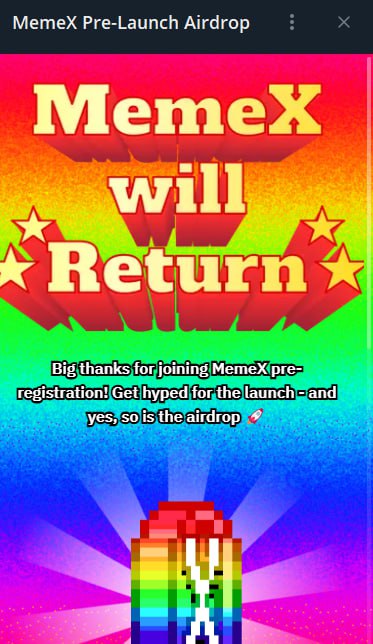 MemeX Pre-Launch Airdrop
MemeX
will
Return
Big thanks for joining MemeX pre-
registration! Get hyped for the launch - and
yes, so is the airdrop 🚀